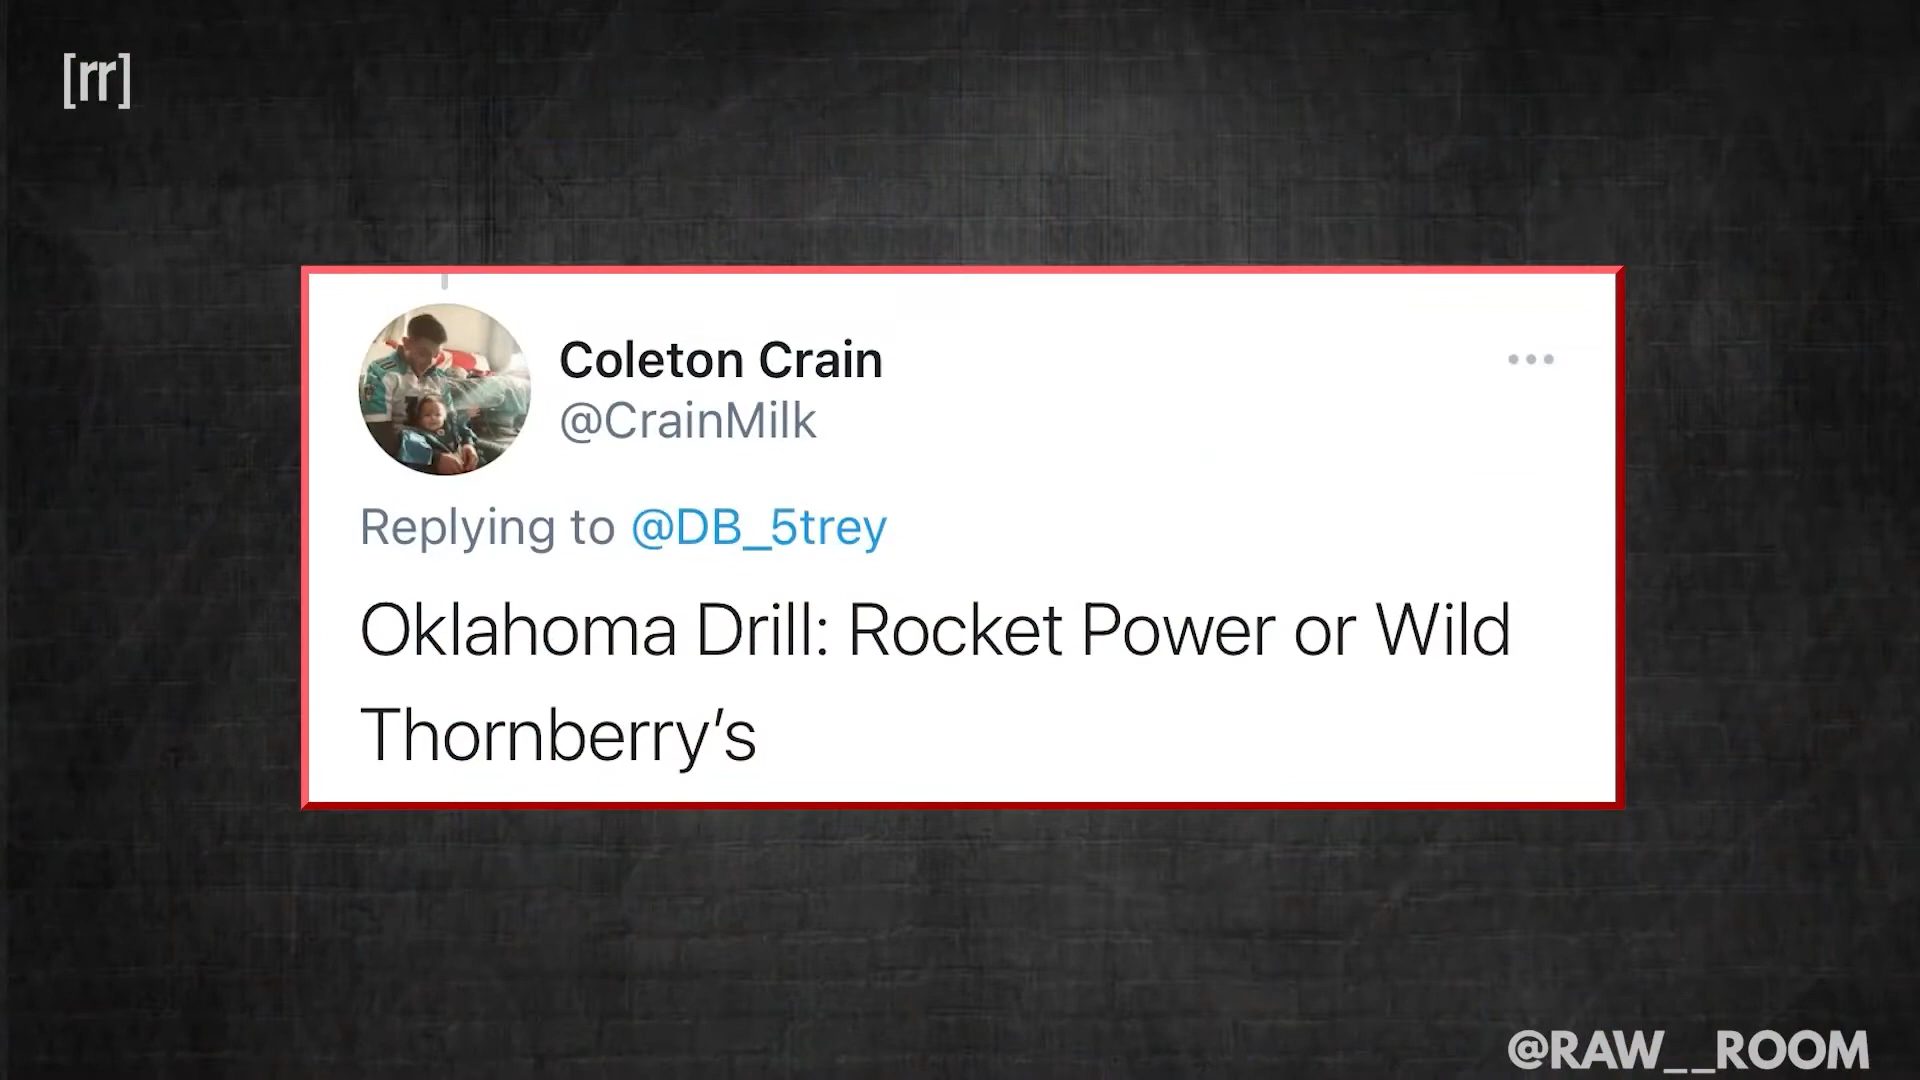 [rr]
Coleton Crain
@CrainMilk
Replying to @DB_5trey
Oklahoma Drill: Rocket Power or Wild
Thornberry’s
@RAW__ROOM